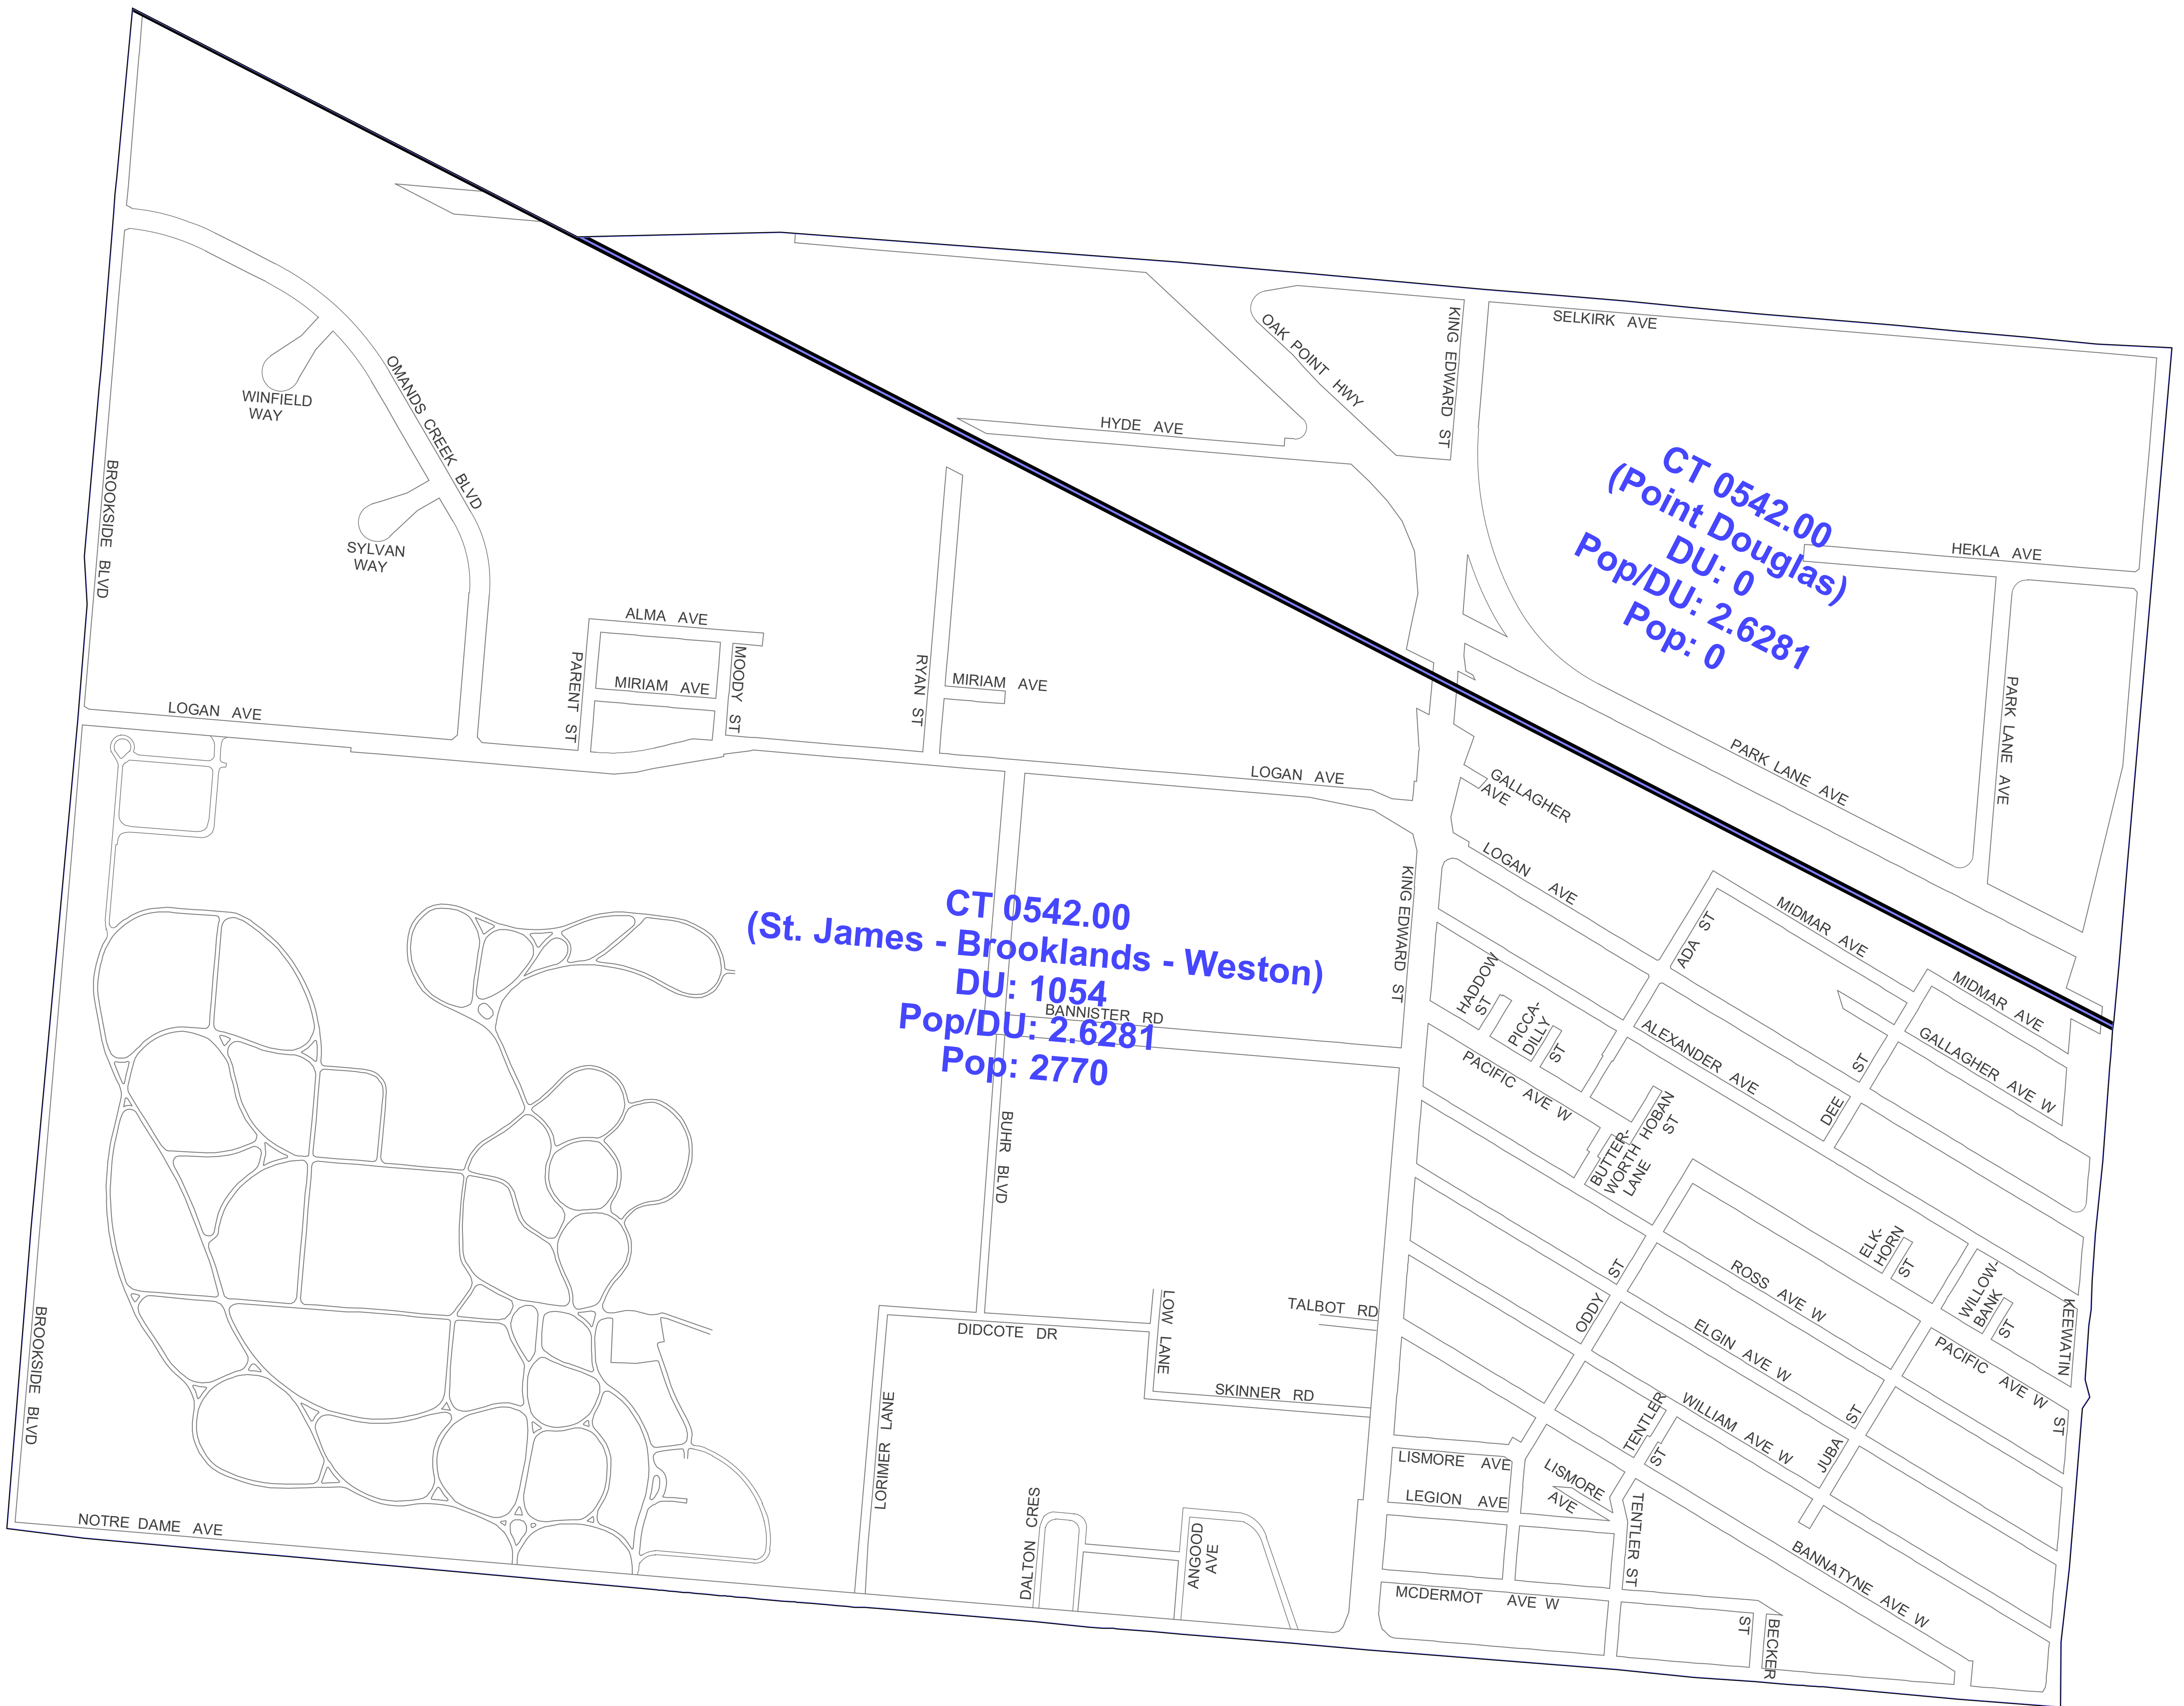 SELKIRK AVE
KING EDWARD ST
OAK POINT HWY
HYDE AVE
WINFIELD
WAY
OMANDS CREEK BLVD
BROOKSIDE BLVD
SYLVAN
WAY
CT 0542.00
(Point Douglas)
DU: 0
Pop/DU: 2.6281
Pop: 0
HEKLA AVE
PARK LANE AVE
PARK LANE AVE
ALMA AVE
PARENT ST
MIRIAM AVE
MOODY ST
RYAN ST
MIRIAM AVE
LOGAN AVE
LOGAN AVE
GALLAGHER
AVE
LOGAN AVE
KING EDWARD ST
CT 0542.00
(St. James - Brooklands - Weston)
DU: 1054
Pop/DU: 2.6281
Pop: 2770
BANNISTER RD
BUHR BLVD
ADA ST
MIDMAR AVE
MIDMAR AVE
GALLAGHER AVE W
HADDOW
ST
PICCA-
DILLY
ST
ALEXANDER AVE
DEE ST
PACIFIC AVE W
HOBAN
ST
BUTTER-
WORTH
LANE
ELK-
HORN
ST
WILLOW-
BANK
ST
KEEWATIN ST
ODDY ST
ROSS AVE W
ELGIN AVE W
PACIFIC AVE W
WILLIAM AVE W
JUBA ST
TENTLER
ST
BROOKSIDE BLVD
DIDCOTE DR
LOW LANE
TALBOT RD
SKINNER RD
LORIMER LANE
LISMORE AVE
LISMORE
AVE
LEGION AVE
TENTLER ST
DALTON CRES
ANGOOD
AVE
MCDERMOT AVE W
BANNATYNE AVE W
BECKER ST
NOTRE DAME AVE